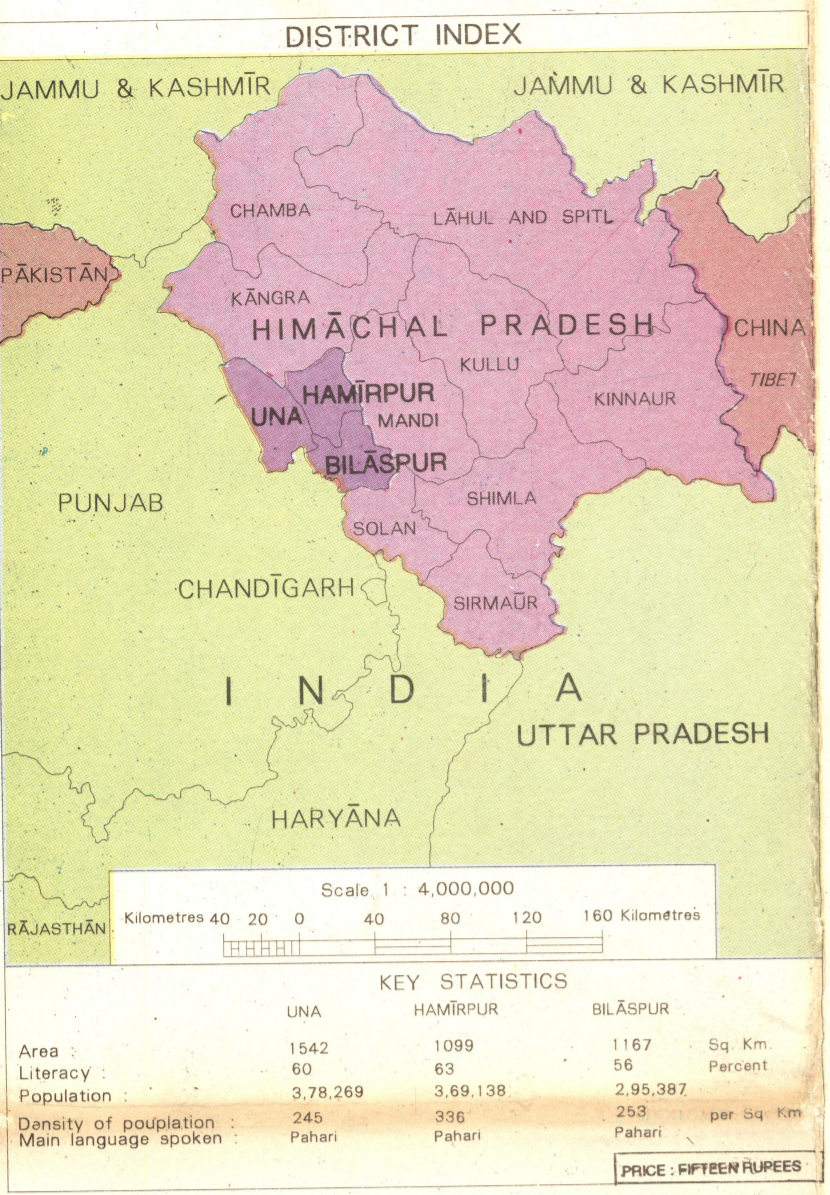 DISTRICT INDEX
JAMMU & KASHMĪR
JAMMU & KASHMĪR
CHAMBA
LĀHUL AND SPITI
PĀKISTĀN
KĀNGRA
HIMĀCHAL PRADESH
CHINA
KULLU
TIBET
HAMĪRPUR
KINNAUR
UNA
MANDI
BILĀSPUR
PUNJAB
SHIMLA
SOLAN
CHANDĪGARH
SIRMAŪR
INDIA
UTTAR PRADESH
HARYĀNA
RĀJASTHĀN
Scale 1 : 4,000,000
Kilometres 40 20 0 40 80 120 160 Kilometres
KEY STATISTICS
UNA HAMĪRPUR BILĀSPUR
Area : 1542 1099 1167 Sq. Km.
Literacy : 60 63 56 Percent
Population : 3,78,269 3,69,138 2,95,387
Density of pouplation : 245 336 253 per Sq Km
Main language spoken : Pahari Pahari Pahari
PRICE : FIFTEEN RUPEES